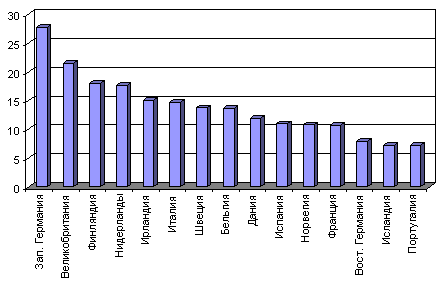 30
25
20
15
10
5
0
Зап. Германия
Великобритания
Финляндия
Нидерланды
Ирландия
Италия
Швеция
Бельгия
Дания
Испания
Норвегия
Франция
Вост. Германия
Исландия
Португалия